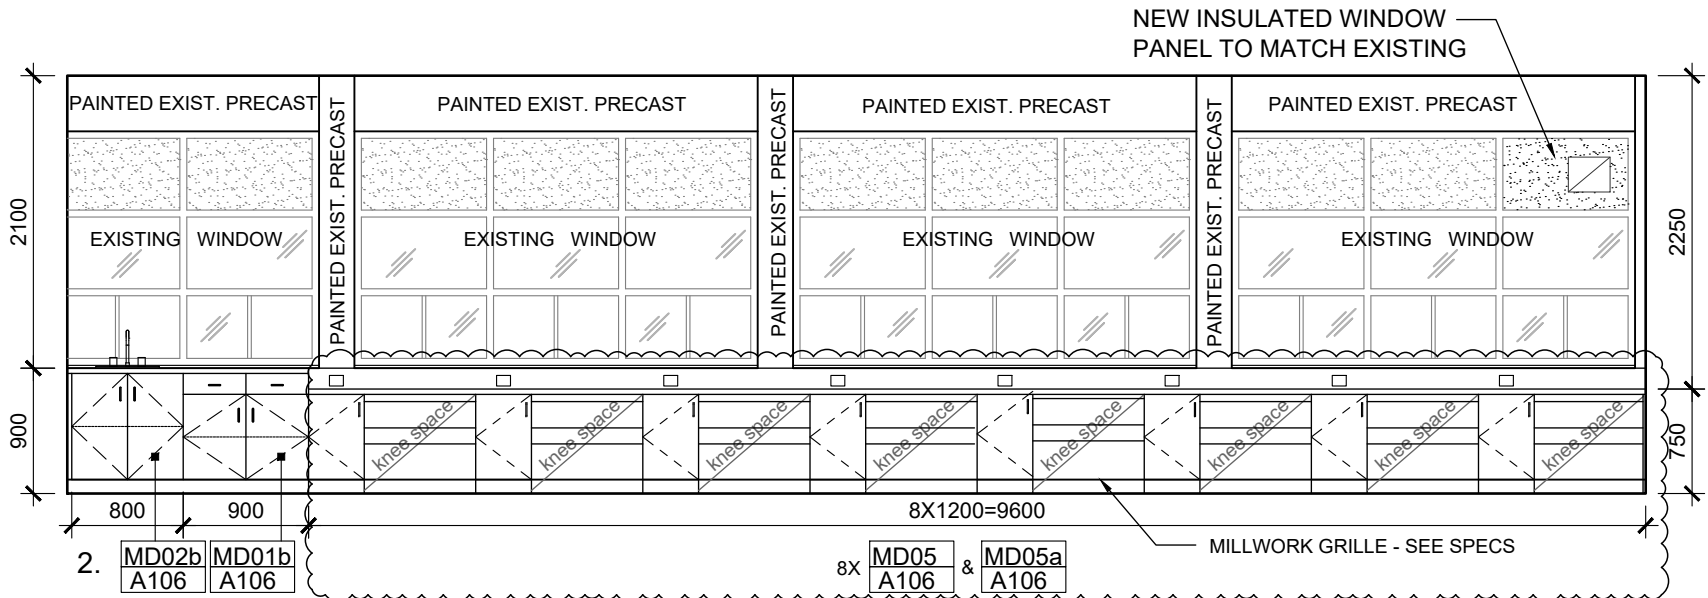 NEW INSULATED WINDOW
PANEL TO MATCH EXISTING
PAINTED EXIST. PRECAST
PAINTED EXIST. PRECAST
PAINTED EXIST. PRECAST
PAINTED EXIST. PRECAST
PAINTED EXIST. PRECAST
PAINTED EXIST. PRECAST
PAINTED EXIST. PRECAST
2100
2250
EXISTING WINDOW
EXISTING WINDOW
EXISTING WINDOW
EXISTING WINDOW
900
750
knee space
knee space
knee space
knee space
knee space
knee space
knee space
knee space
800
900
8X1200=9600
2.
MD02b
A106
MD01b
A106
8X
MD05
A106
&
MD05a
A106
MILLWORK GRILLE - SEE SPECS